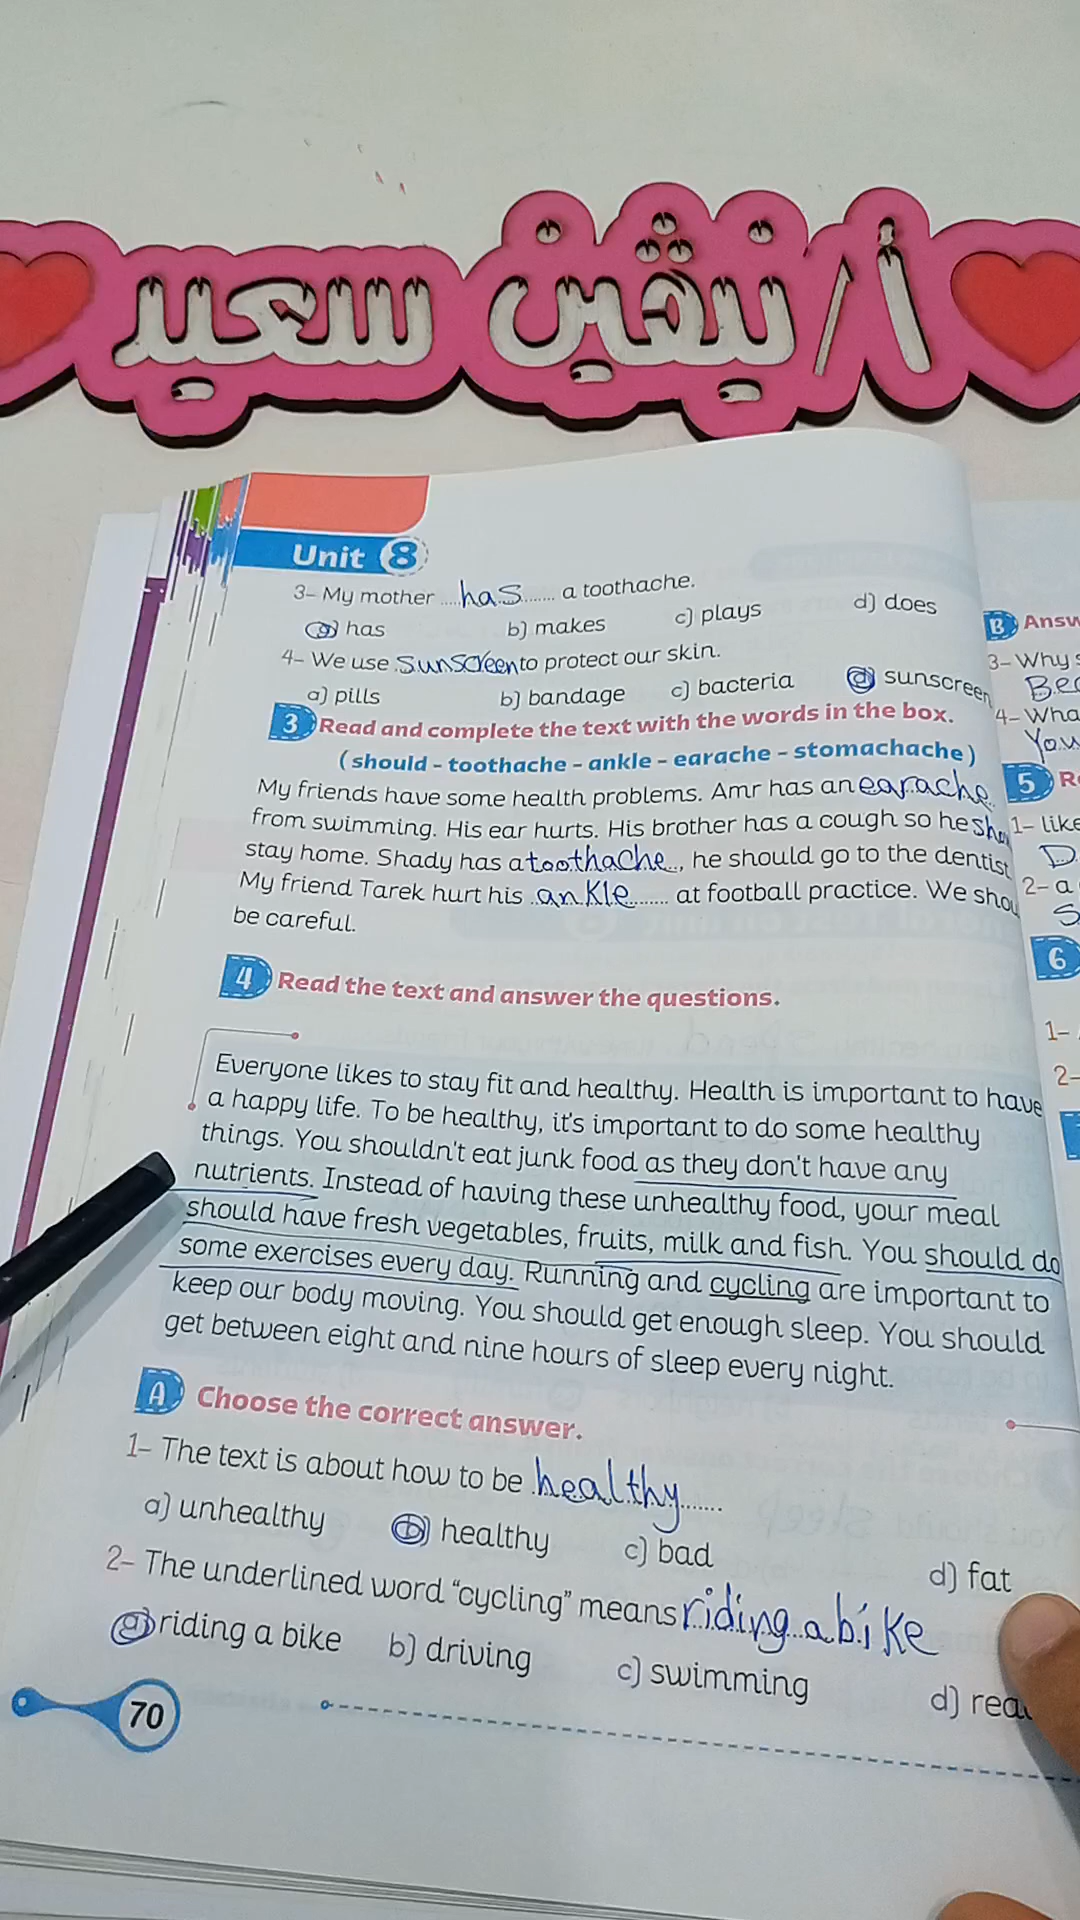 أ/ نيڤين سعيد
Unit 8
3- My mother has a toothache.
a) has b) makes c) plays d) does
4- We use sunscreen to protect our skin.
a) pills b) bandage c) bacteria d) sunscreen
3 Read and complete the text with the words in the box.
(should - toothache - ankle - earache - stomachache)
My friends have some health problems. Amr has an earache
from swimming. His ear hurts. His brother has a cough so he sho
stay home. Shady has a toothache, he should go to the dentist
My friend Tarek hurt his ankle at football practice. We shou
be careful.
4 Read the text and answer the questions.
Everyone likes to stay fit and healthy. Health is important to have
a happy life. To be healthy, it's important to do some healthy
things. You shouldn't eat junk food as they don't have any
nutrients. Instead of having these unhealthy food, your meal
should have fresh vegetables, fruits, milk and fish. You should do
some exercises every day. Running and cycling are important to
keep our body moving. You should get enough sleep. You should
get between eight and nine hours of sleep every night.
A Choose the correct answer.
1- The text is about how to be healthy
a) unhealthy b) healthy c) bad d) fat
2- The underlined word “cycling” means riding a bike
a) riding a bike b) driving c) swimming d) rea
70
B Answ
3- Why
Bec
4- Wha
You
5 Re
1- like
D
2- a
S
6
1-
2-